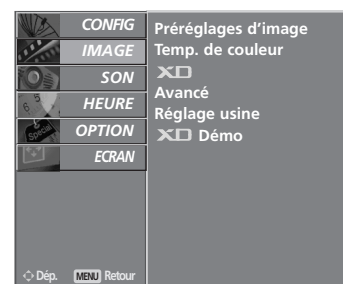 CONFIG
IMAGE
SON
HEURE
OPTION
ECRAN
Préréglages d'image
Temp. de couleur
XD
Avancé
Réglage usine
XD Démo
Dép. MENU Retour